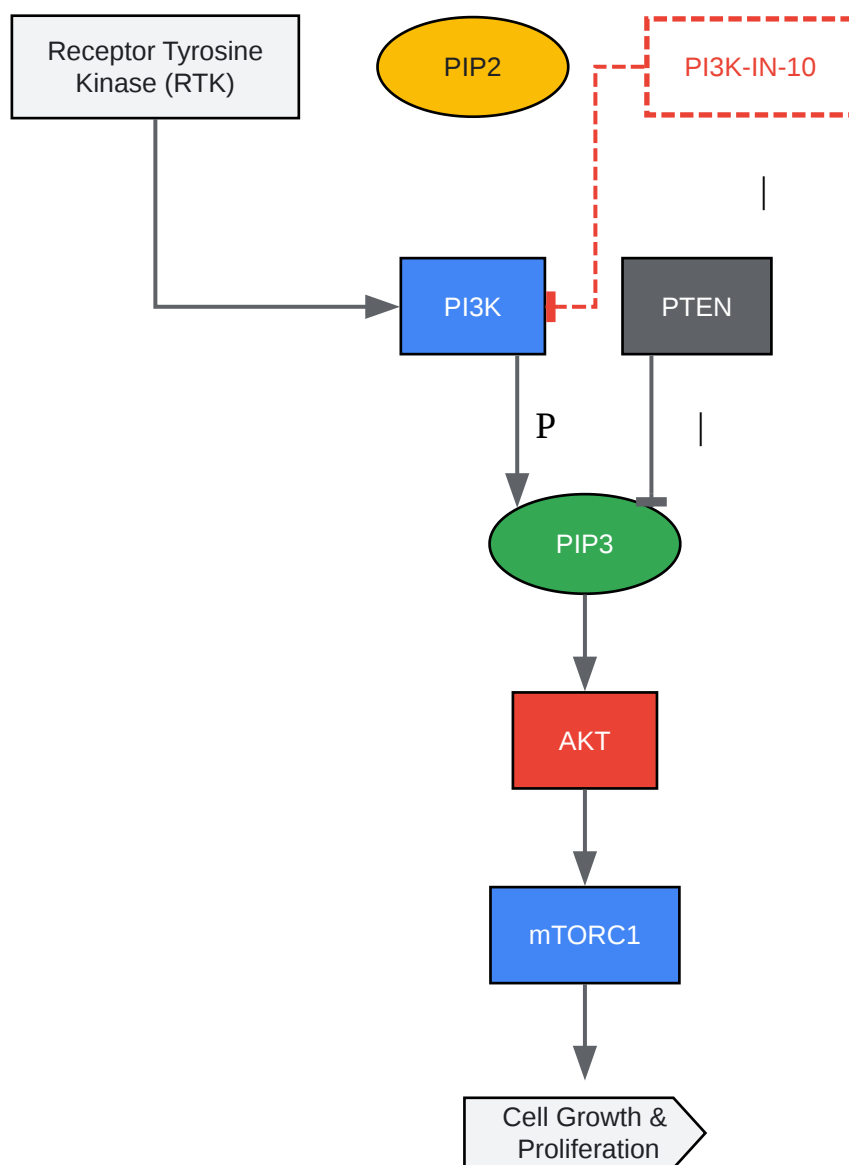 Receptor Tyrosine
Kinase (RTK)
PIP2
PI3K-IN-10
|
PI3K
PTEN
P
|
PIP3
AKT
mTORC1
Cell Growth &
Proliferation